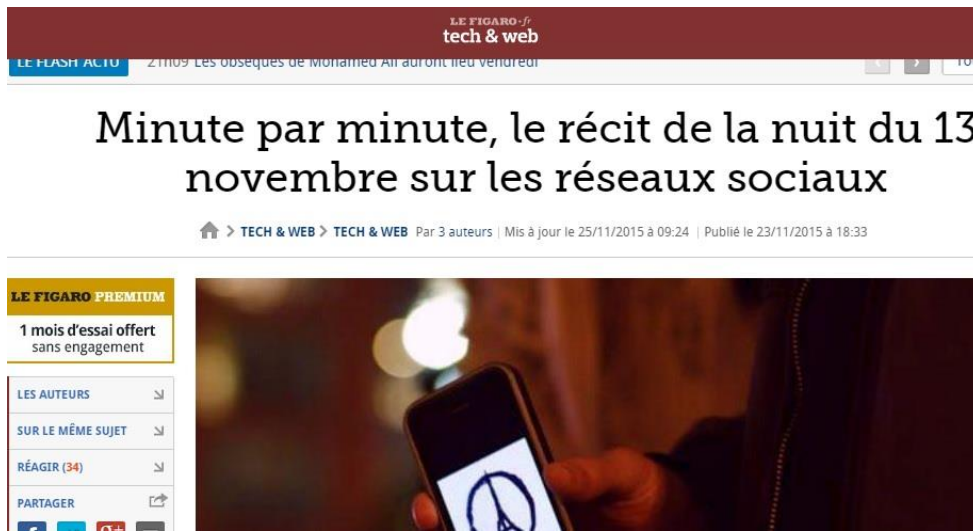 LE FIGARO·fr
tech & web
LE FLASH ACTU 21h09 Les obsèques de Mohamed Ali auront lieu vendredi
Minute par minute, le récit de la nuit du 13
novembre sur les réseaux sociaux
> TECH & WEB > TECH & WEB Par 3 auteurs | Mis à jour le 25/11/2015 à 09:24 | Publié le 23/11/2015 à 18:33
LE FIGARO PREMIUM
1 mois d'essai offert
sans engagement
LES AUTEURS
SUR LE MÊME SUJET
RÉAGIR (34)
PARTAGER